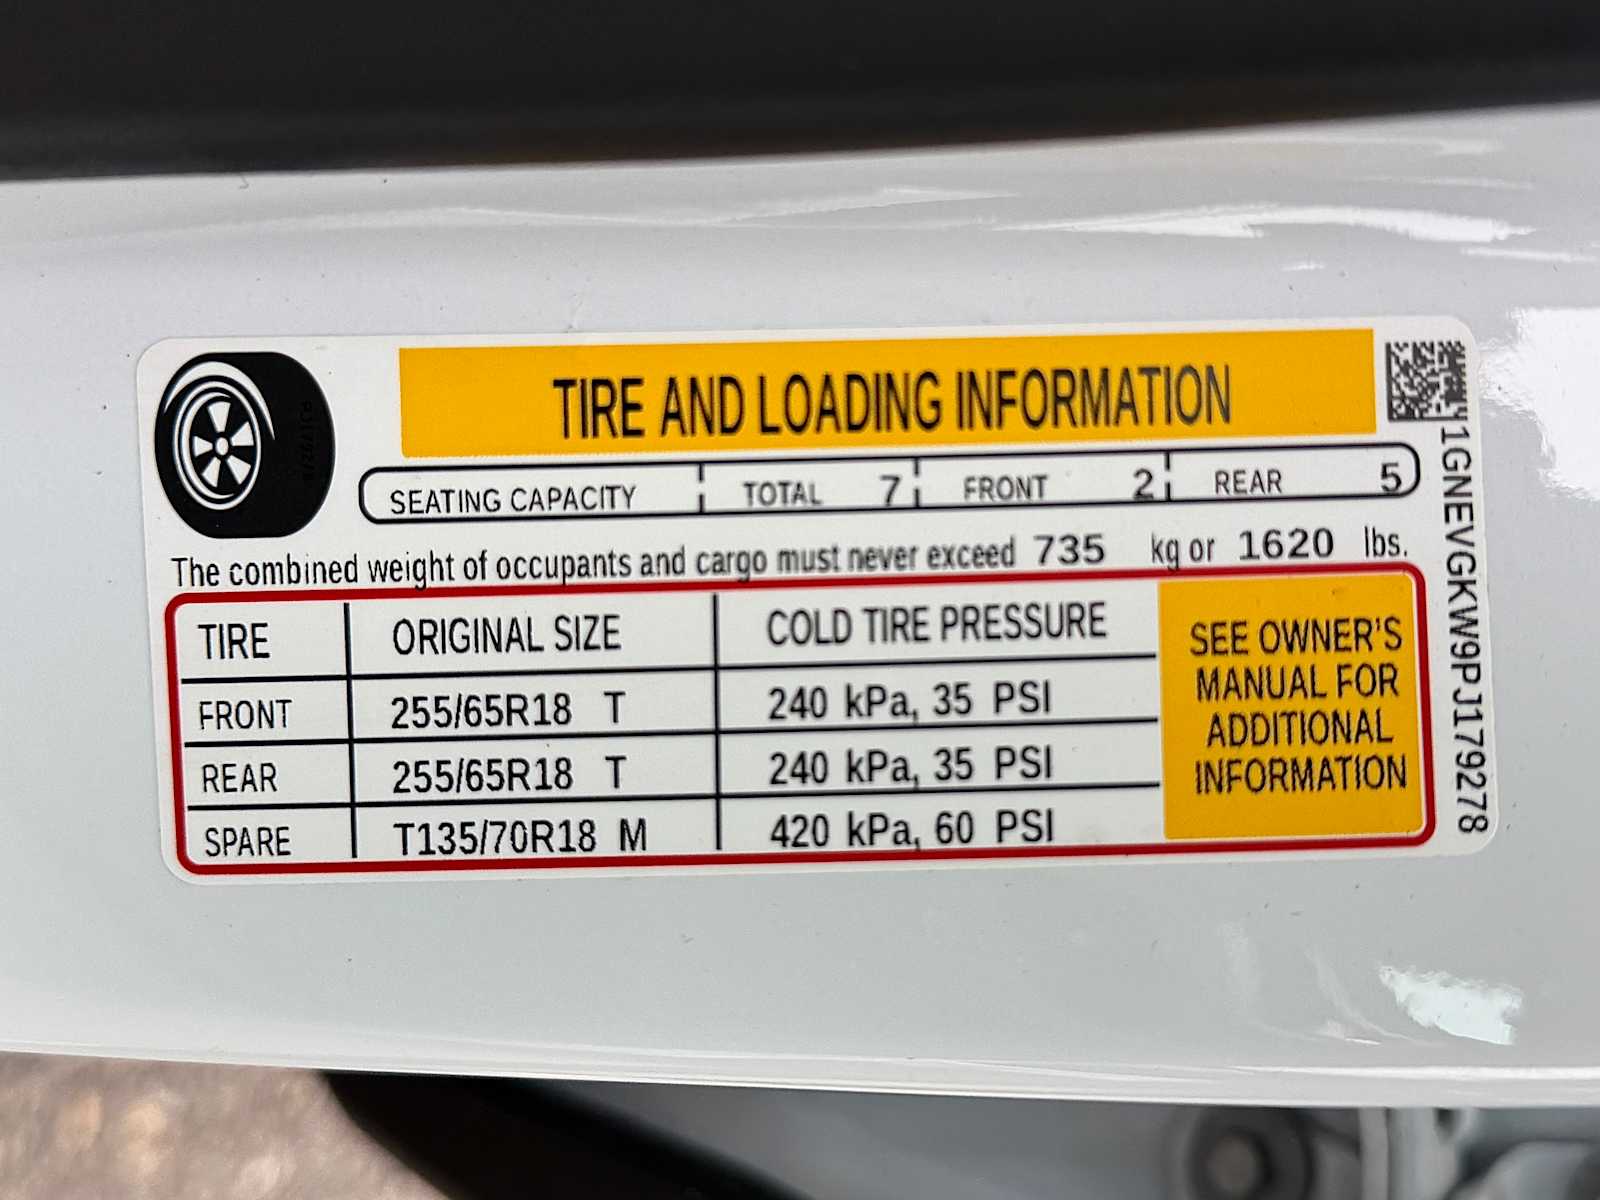 TIRE AND LOADING INFORMATION
SEATING CAPACITY TOTAL 7 FRONT 2 REAR 5
The combined weight of occupants and cargo must never exceed 735 kg or 1620 lbs.
TIRE ORIGINAL SIZE COLD TIRE PRESSURE
FRONT 255/65R18 T 240 kPa, 35 PSI
REAR 255/65R18 T 240 kPa, 35 PSI
SPARE T135/70R18 M 420 kPa, 60 PSI
SEE OWNER'S
MANUAL FOR
ADDITIONAL
INFORMATION
1GNEVGKW9PJ179278